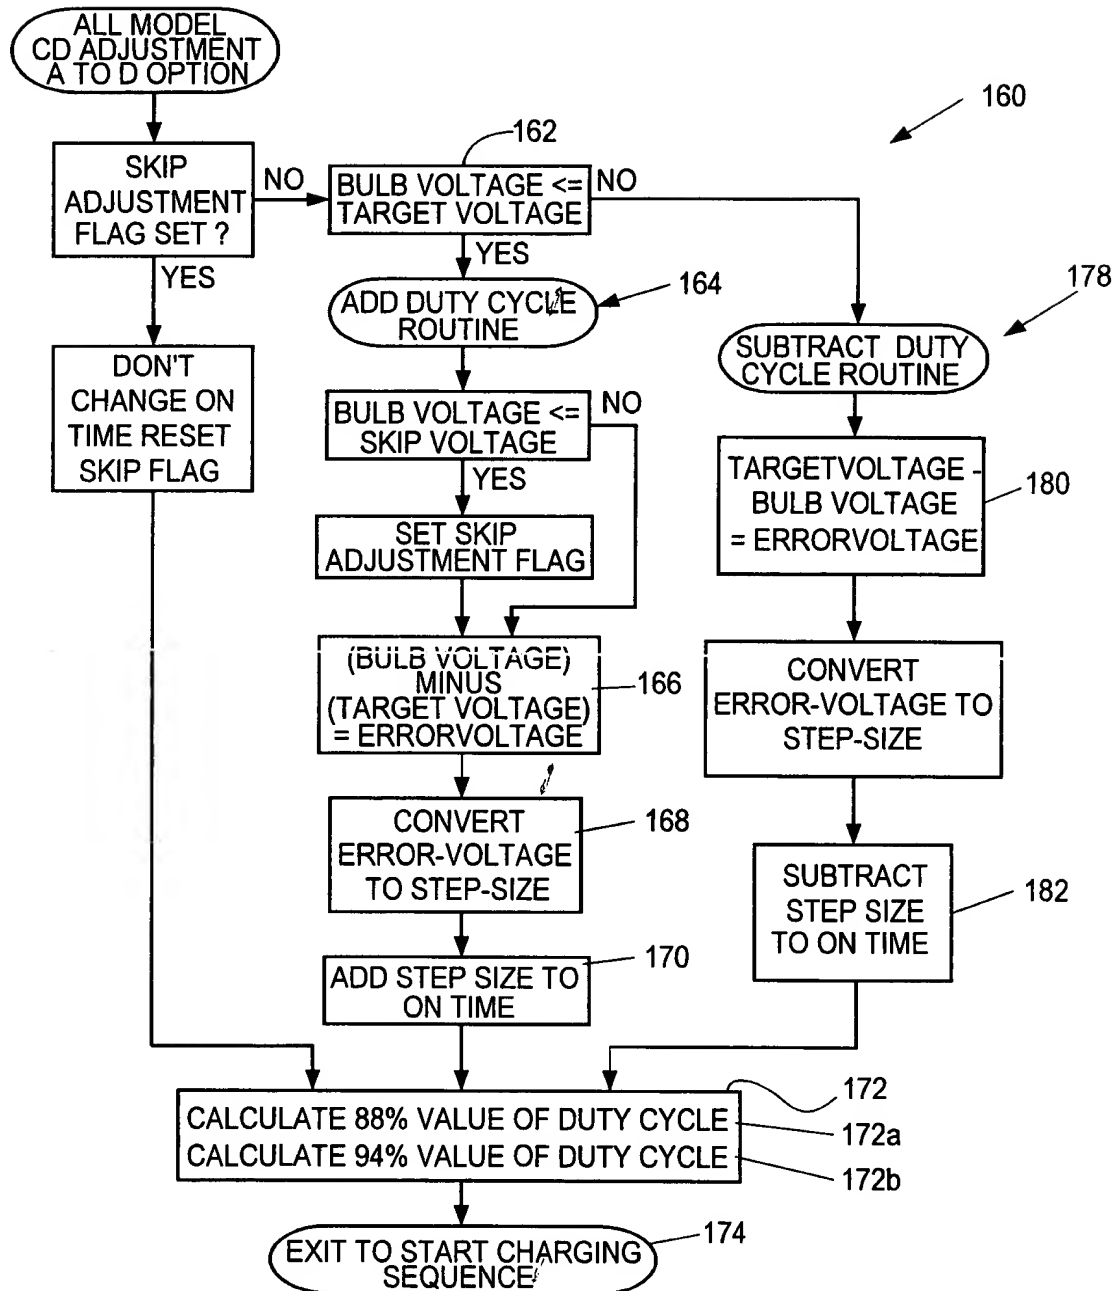 ALL MODEL
CD ADJUSTMENT
A TO D OPTION
160
162
SKIP
ADJUSTMENT
FLAG SET ?
NO
BULB VOLTAGE <=
TARGET VOLTAGE
NO
YES
YES
ADD DUTY CYCLE
ROUTINE
164
178
SUBTRACT DUTY
CYCLE ROUTINE
DON'T
CHANGE ON
TIME RESET
SKIP FLAG
BULB VOLTAGE <=
SKIP VOLTAGE
NO
YES
TARGETVOLTAGE -
BULB VOLTAGE
= ERRORVOLTAGE
180
SET SKIP
ADJUSTMENT FLAG
(BULB VOLTAGE)
MINUS
(TARGET VOLTAGE)
= ERRORVOLTAGE
166
CONVERT
ERROR-VOLTAGE TO
STEP-SIZE
CONVERT
ERROR-VOLTAGE
TO STEP-SIZE
168
SUBTRACT
STEP SIZE
TO ON TIME
182
ADD STEP SIZE TO
ON TIME
170
172
CALCULATE 88% VALUE OF DUTY CYCLE
172a
CALCULATE 94% VALUE OF DUTY CYCLE
172b
EXIT TO START CHARGING
SEQUENCE
174